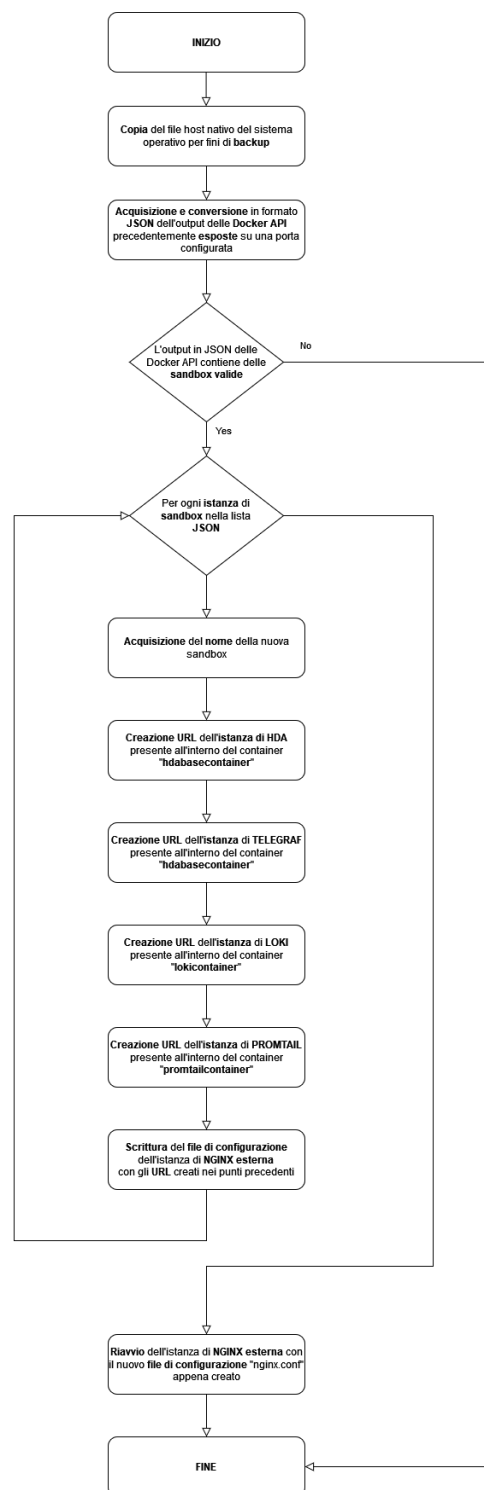 INIZIO
Copia del file host nativo del sistema
operativo per fini di backup
Acquisizione e conversione in formato
JSON dell'output delle Docker API
precedentemente esposte su una porta
configurata
L'output in JSON delle
Docker API contiene delle
sandbox valide
No
Yes
Per ogni istanza di
sandbox nella lista
JSON
Acquisizione del nome della nuova
sandbox
Creazione URL dell'istanza di HDA
presente all'interno del container
"hdabasecontainer"
Creazione URL dell'istanza di TELEGRAF
presente all'interno del container
"hdabasecontainer"
Creazione URL dell'istanza di LOKI
presente all'interno del container
"lokicontainer"
Creazione URL dell'istanza di PROMTAIL
presente all'interno del container
"promtailcontainer"
Scrittura del file di configurazione
dell'istanza di NGINX esterna
con gli URL creati nei punti precedenti
Riavvio dell'istanza di NGINX esterna con
il nuovo file di configurazione "nginx.conf"
appena creato
FINE